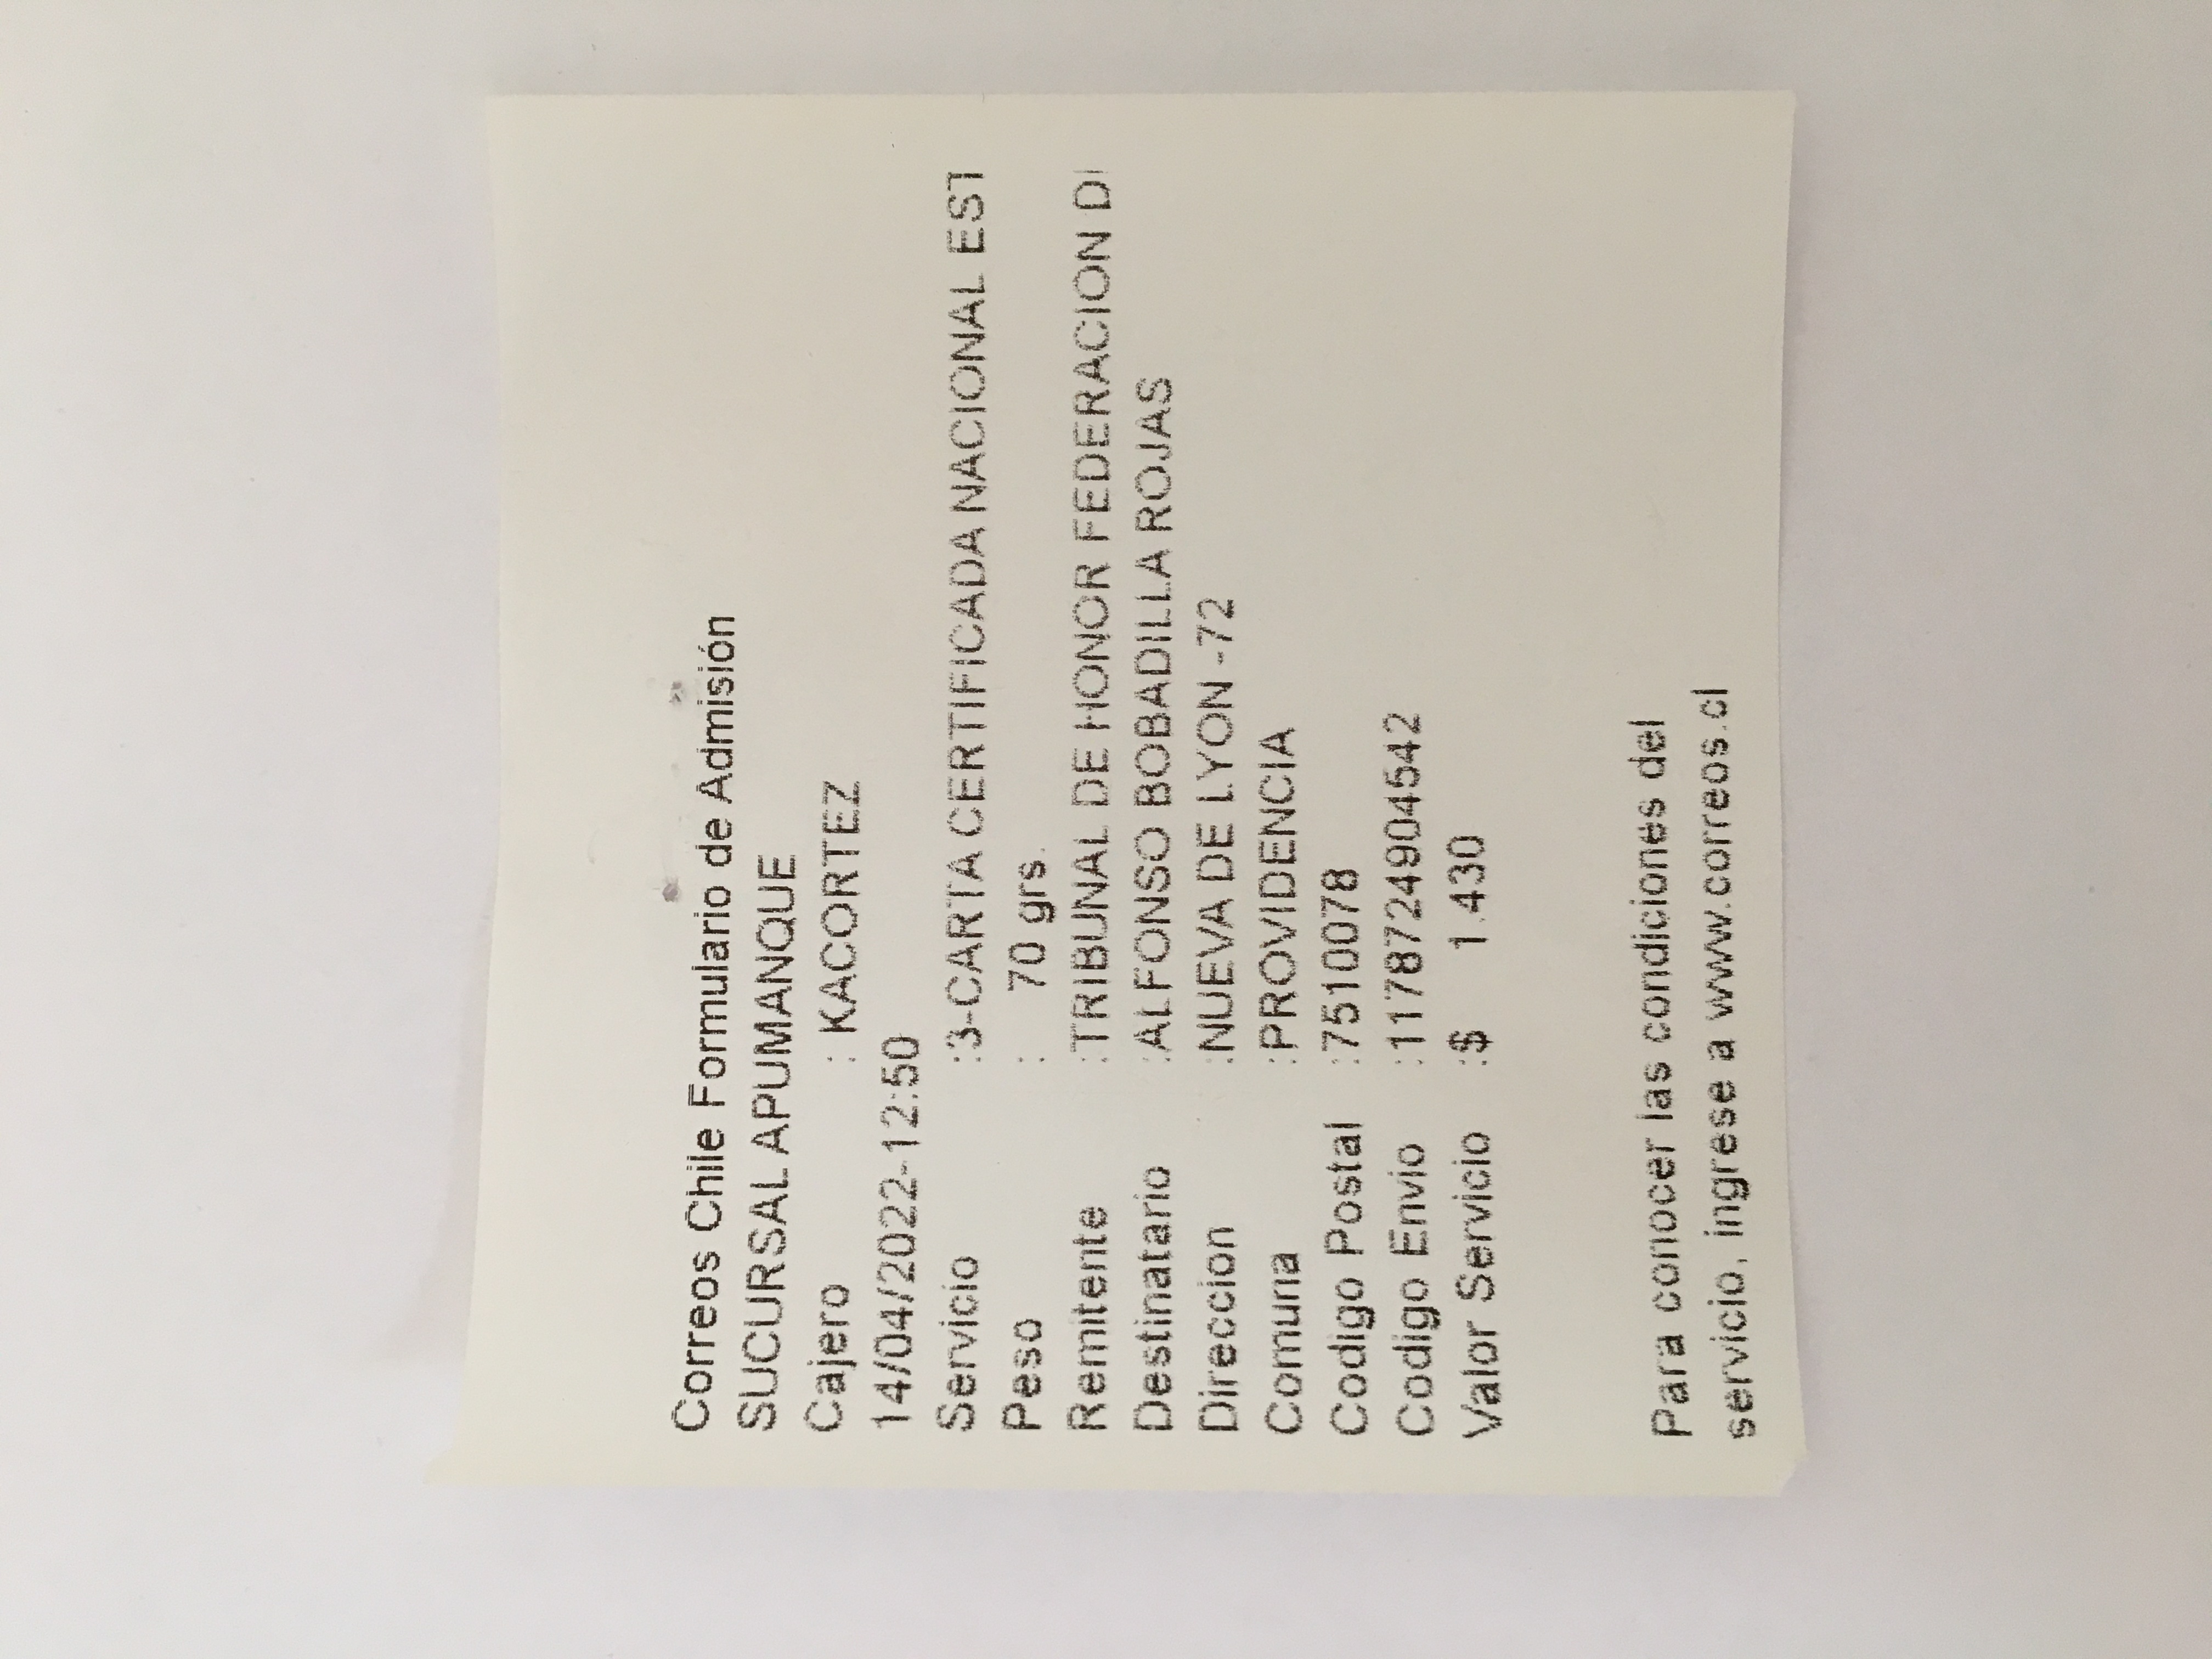 Correos Chile Formulario de Admisión
SUCURSAL APUMANQUE
Cajero : KACORTEZ
14/04/2022-12:50
Servicio :3-CARTA CERTIFICADA NACIONAL EST
Peso : 70 grs.
Remitente :TRIBUNAL DE HONOR FEDERACION DI
Destinatario :ALFONSO BOBADILLA ROJAS
Direccion :NUEVA DE LYON -72
Comuna :PROVIDENCIA
Codigo Postal :7510078
Codigo Envio :1178724904542
Valor Servicio :$ 1.430
Para conocer las condiciones del
servicio, ingrese a www.correos.cl